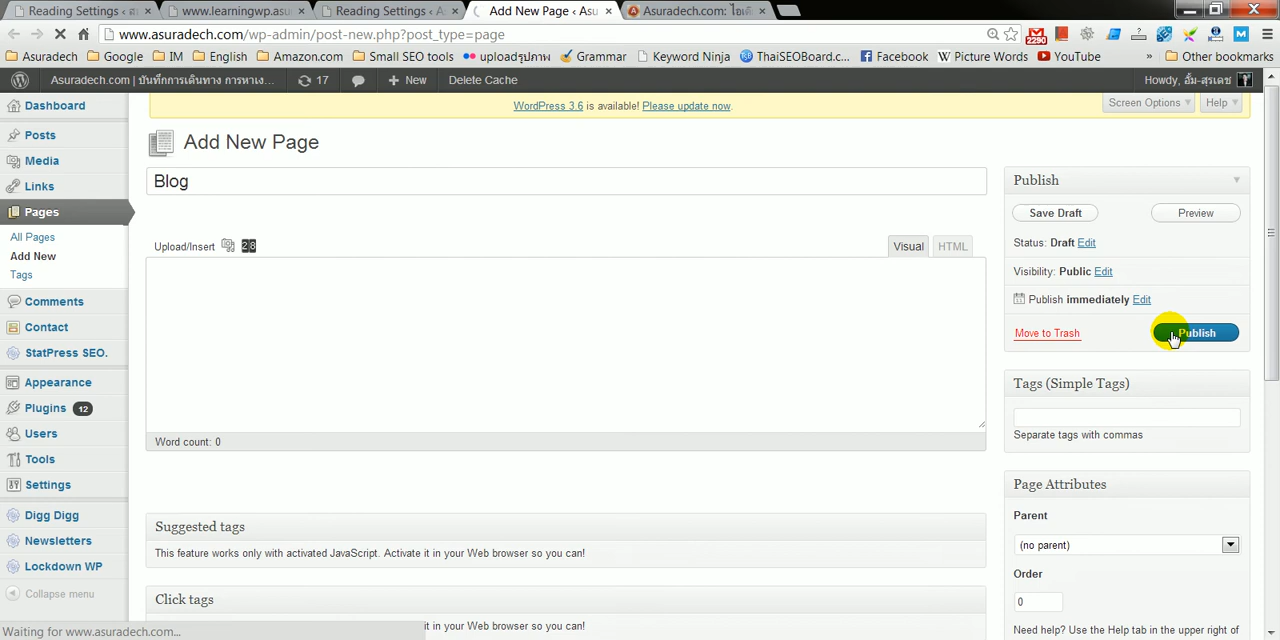 Reading Settings ‹ ส
www.learningwp.asu
Reading Settings ‹ As
Add New Page ‹ Asu
Asuradech.com: ไอเดี
www.asuradech.com/wp-admin/post-new.php?post_type=page
2290
Asuradech
Google
IM
English
Amazon.com
Small SEO tools
uploadรูปภาพ
Grammar
Keyword Ninja
ThaiSEOBoard.c...
Facebook
Picture Words
YouTube
»
Other bookmarks
Asuradech.com | บันทึกการเดินทาง การหาเง...
17
New
Delete Cache
Howdy, อั้ม-สุรเดช
WordPress 3.6 is available! Please update now.
Screen Options
Help
Dashboard
Posts
Media
Links
Pages
All Pages
Add New
Tags
Comments
Contact
StatPress SEO.
Appearance
Plugins 12
Users
Tools
Settings
Digg Digg
Newsletters
Lockdown WP
Collapse menu
Add New Page
Blog
Upload/Insert
28
Visual
HTML
Word count: 0
Suggested tags
This feature works only with activated JavaScript. Activate it in your Web browser so you can!
Click tags
it in your Web browser so you can!
Publish
Save Draft
Preview
Status: Draft Edit
Visibility: Public Edit
Publish immediately Edit
Move to Trash
Publish
Tags (Simple Tags)
Separate tags with commas
Page Attributes
Parent
(no parent)
Order
0
Need help? Use the Help tab in the upper right of
Waiting for www.asuradech.com...